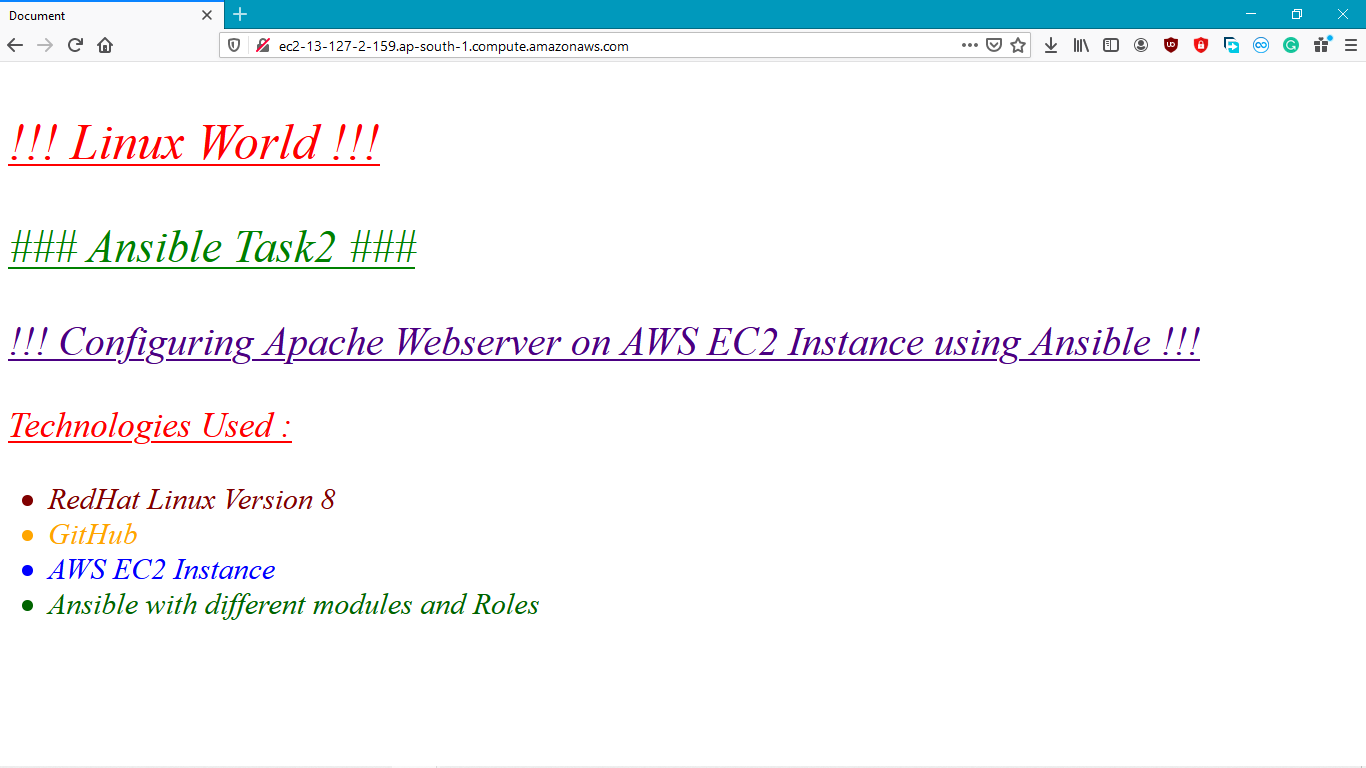 Document
ec2-13-127-2-159.ap-south-1.compute.amazonaws.com
!!! Linux World !!!
### Ansible Task2 ###
!!! Configuring Apache Webserver on AWS EC2 Instance using Ansible !!!
Technologies Used :
RedHat Linux Version 8
GitHub
AWS EC2 Instance
Ansible with different modules and Roles